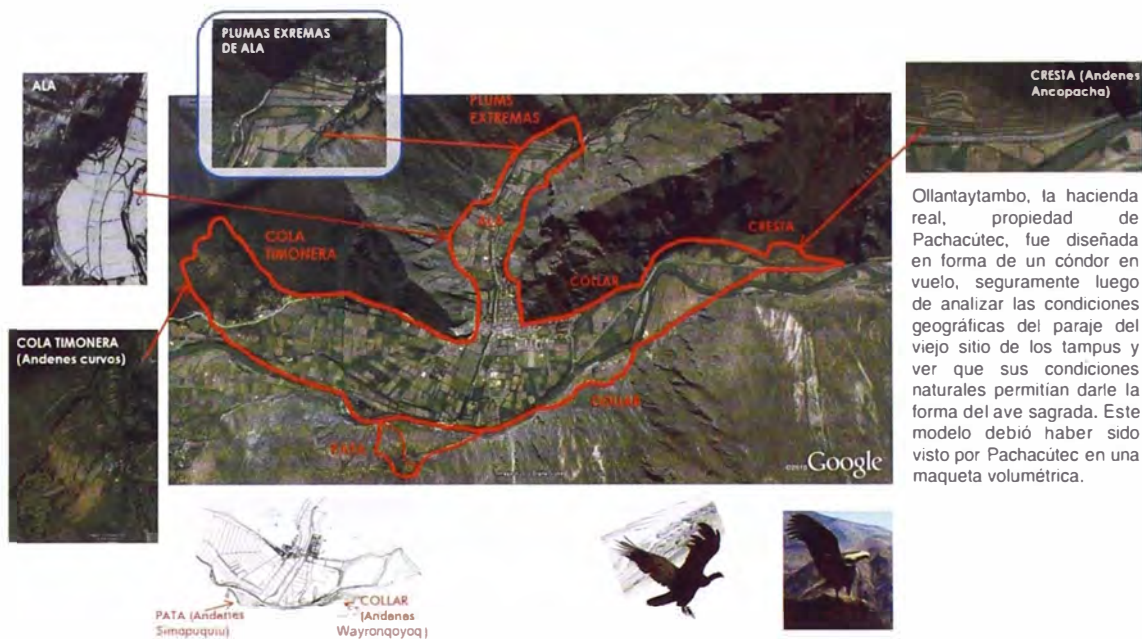 PLUMAS EXREMAS
DE ALA
ALA
CRESTA (Andenes
Ancopacha)
PLUMS
EXTREMAS
ALA
COLA
TIMONERA
CRESTA
COLLAR
COLLAR
COLA TIMONERA
(Andenes curvos)
Google
Ollantaytambo, la hacienda
real, propiedad de
Pachacútec, fue diseñada
en forma de un cóndor en
vuelo, seguramente luego
de analizar las condiciones
geográficas del paraje del
viejo sitio de los tampus y
ver que sus condiciones
naturales permitían darle la
forma del ave sagrada. Este
modelo debió haber sido
visto por Pachacútec en una
maqueta volumétrica.
PATA (Andenes
Simapuquiu)
COLLAR
(Andenes
Wayronqoyoq)